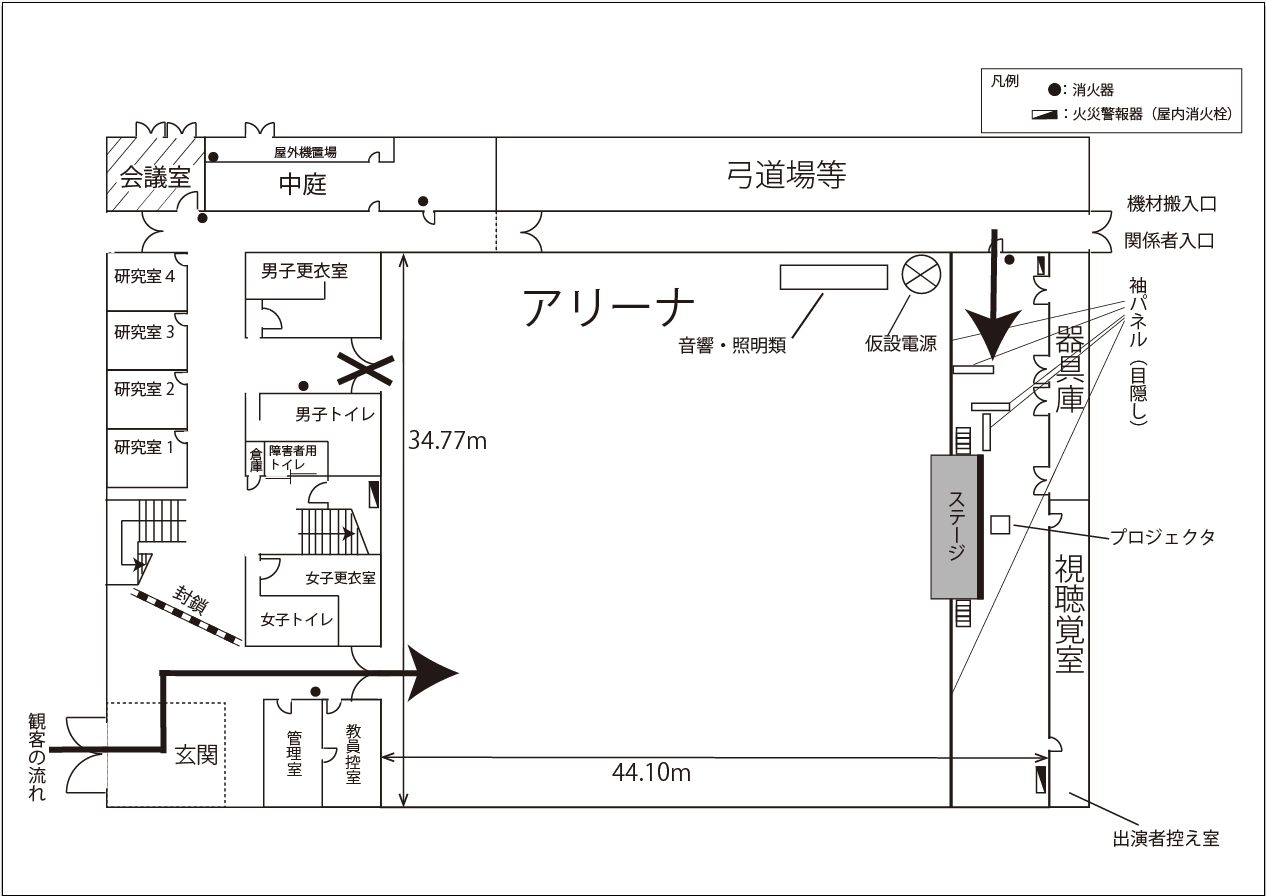 凡例
：消火器
：火災警報器（屋内消火栓）
会議室
屋外機置場
中庭
弓道場等
機材搬入口
関係者入口
研究室 4
研究室 3
研究室 2
研究室 1
男子更衣室
アリーナ
音響・照明類
仮設電源
袖パネル（目隠し）
器具庫
男子トイレ
34.77m
倉庫
障害者用
トイレ
ステージ
プロジェクタ
女子更衣室
封鎖
女子トイレ
視聴覚室
観客の流れ
玄関
管理室
教員控室
44.10m
出演者控え室